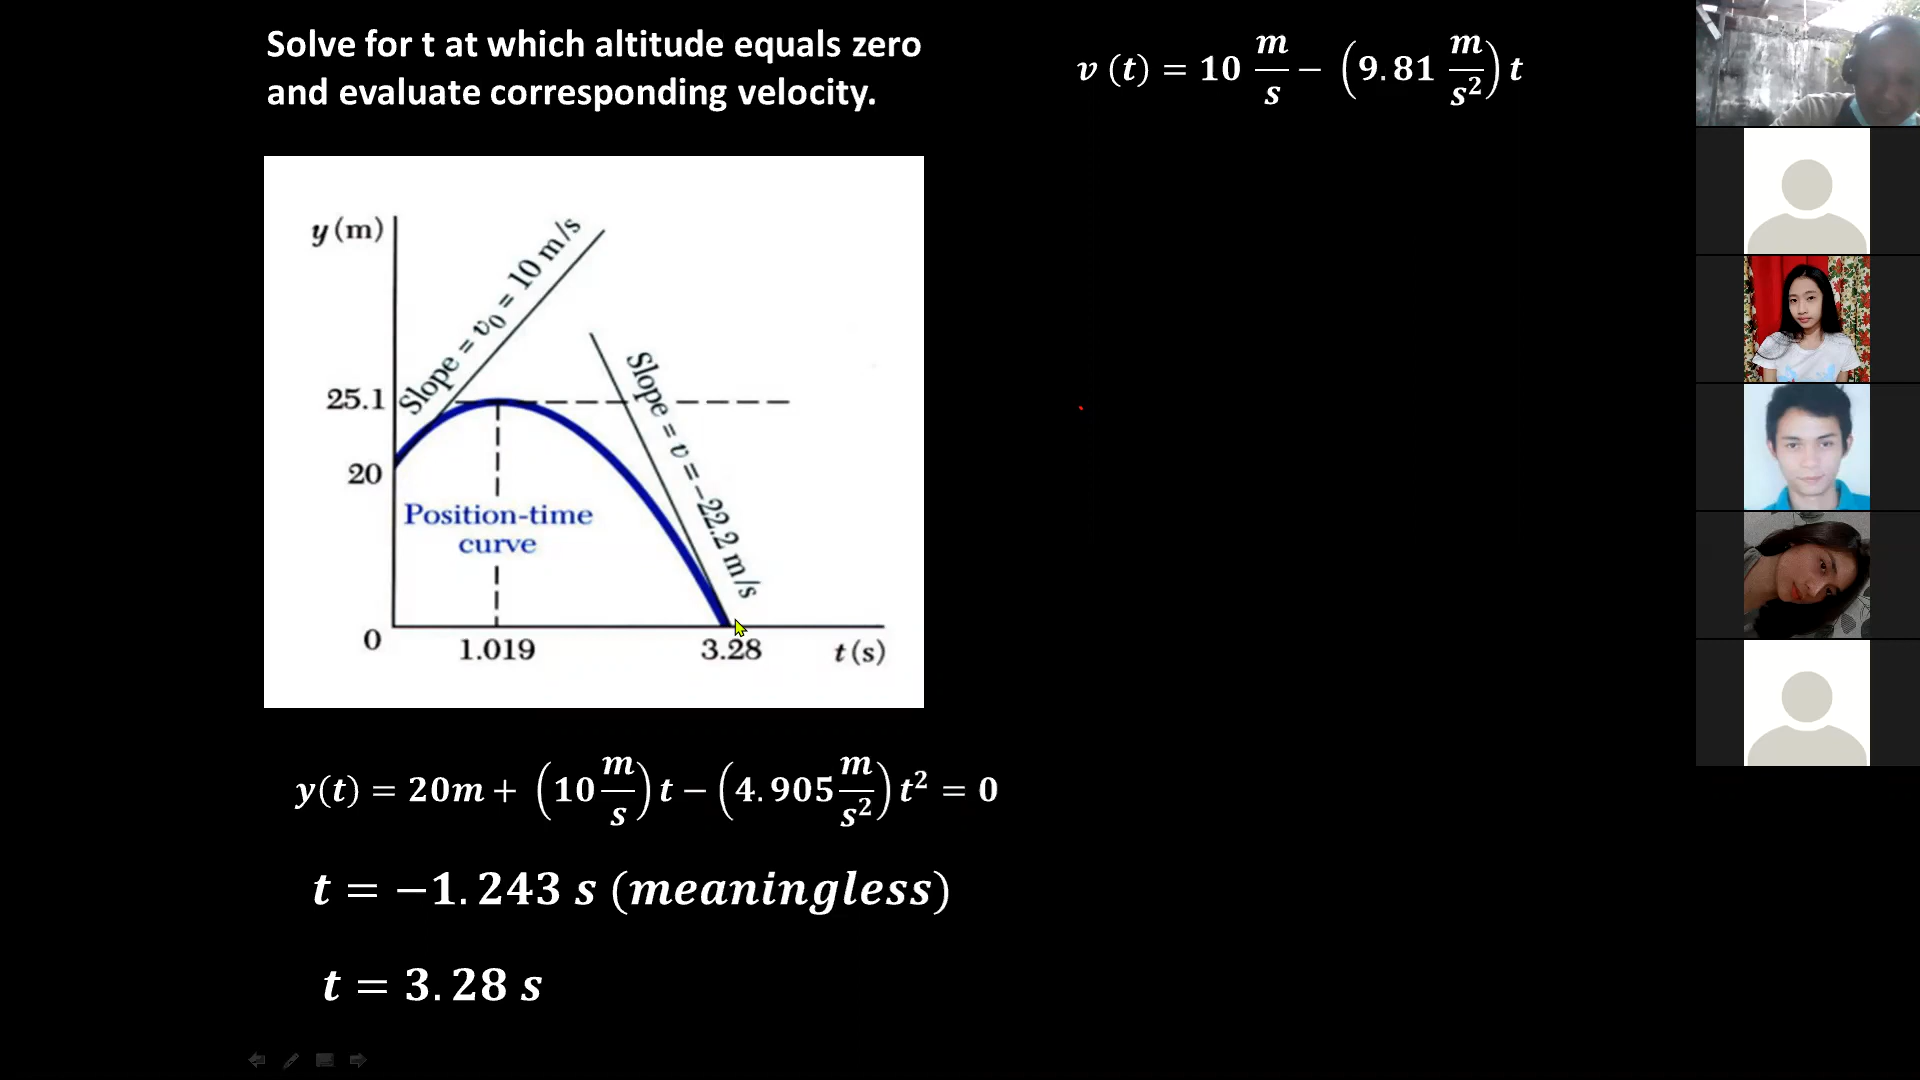 Solve for t at which altitude equals zero
and evaluate corresponding velocity.
v (t) = 10 m/s − (9.81 m/s²) t
y (m)
Slope = v₀ = 10 m/s
Slope = v = −22.2 m/s
25.1
20
Position-time
curve
0
1.019
3.28
t (s)
y(t) = 20m + (10 m/s) t − (4.905 m/s²) t² = 0
t = −1.243 s (meaningless)
t = 3.28 s